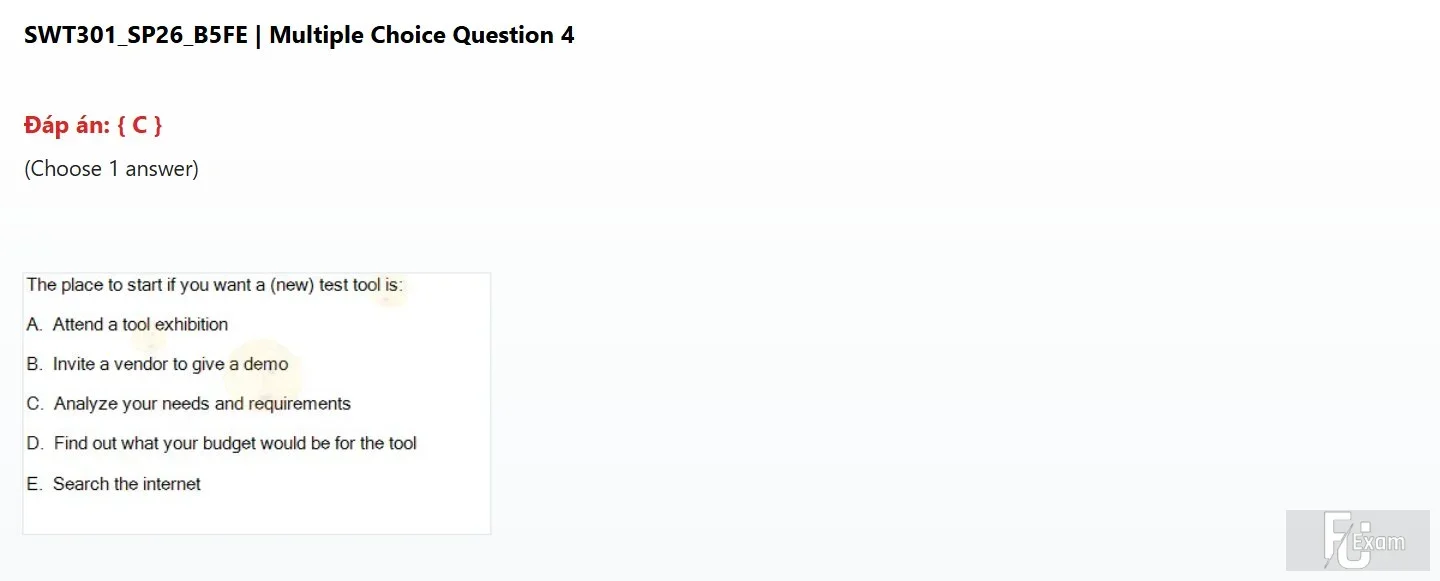 SWT301_SP26_B5FE | Multiple Choice Question 4
Đáp án: { C }
(Choose 1 answer)
The place to start if you want a (new) test tool is:
A. Attend a tool exhibition
B. Invite a vendor to give a demo
C. Analyze your needs and requirements
D. Find out what your budget would be for the tool
E. Search the internet
FU Exam